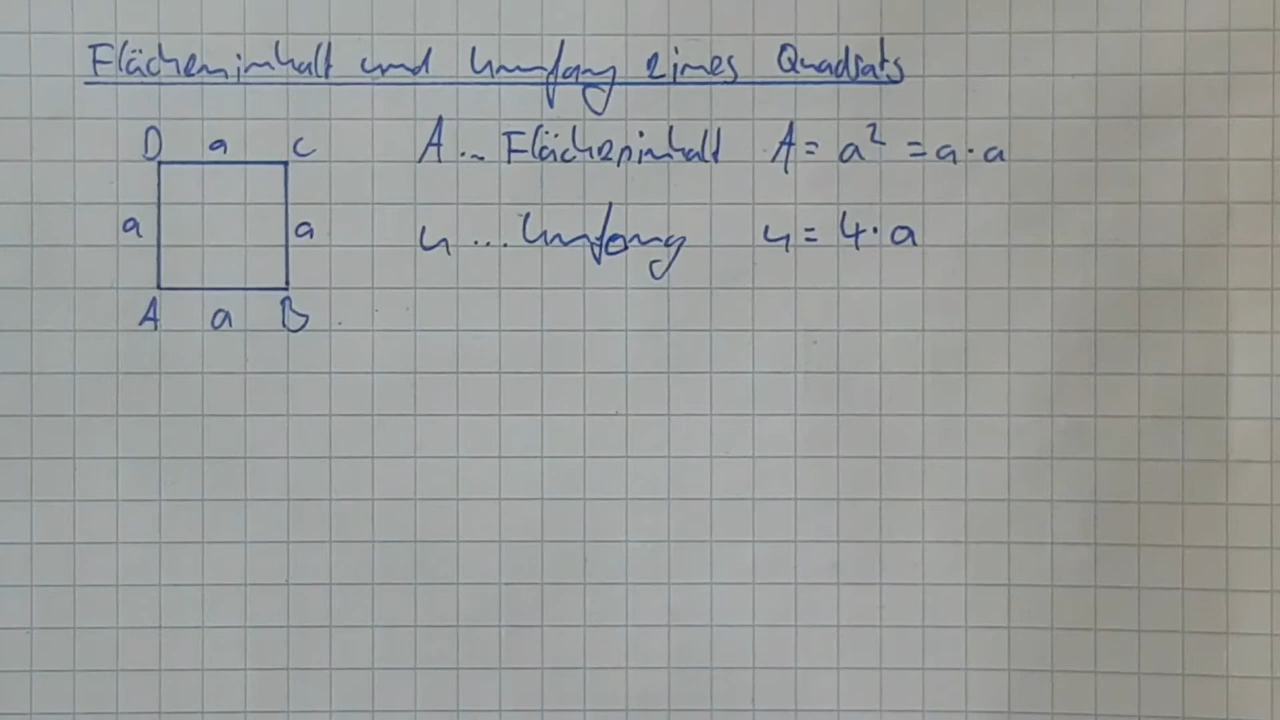 Flächeninhalt und Umfang eines Quadrats
D a C
a a
A a B
A... Flächeninhalt A = a² = a · a
u ... Umfang u = 4 · a